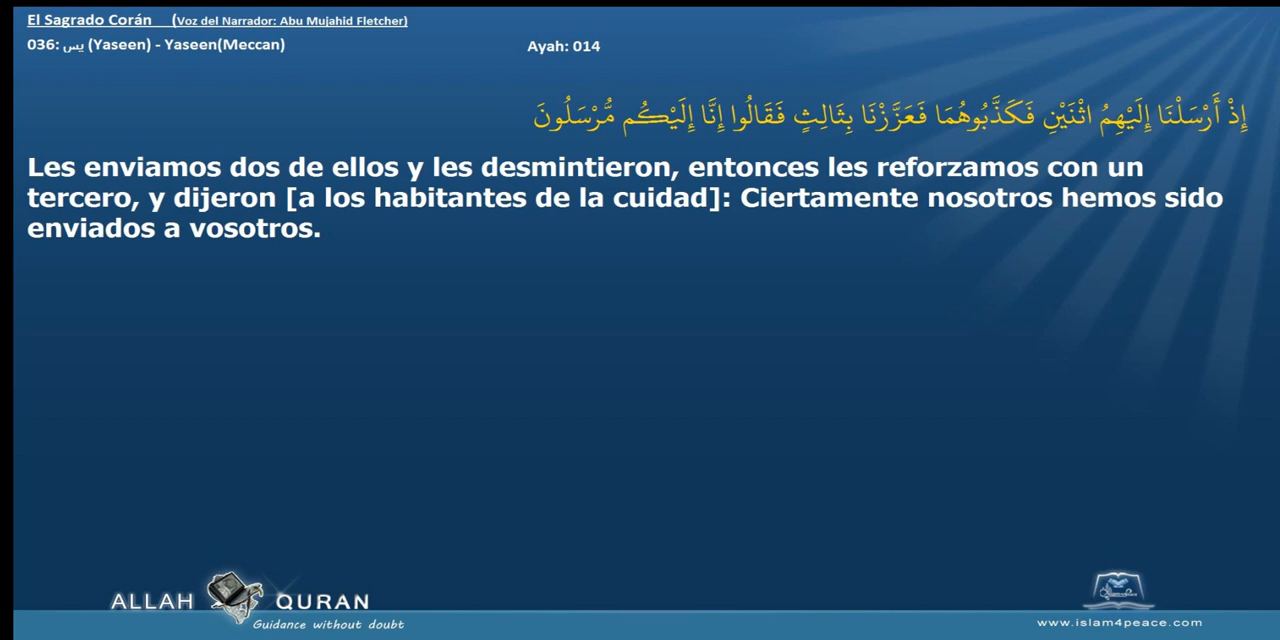 El Sagrado Corán (Voz del Narrador: Abu Mujahid Fletcher)
036: يس (Yaseen) - Yaseen(Meccan)
Ayah: 014
إِذْ أَرْسَلْنَا إِلَيْهِمُ اثْنَيْنِ فَكَذَّبُوهُمَا فَعَزَّزْنَا بِثَالِثٍ فَقَالُوا إِنَّا إِلَيْكُم مُّرْسَلُونَ
Les enviamos dos de ellos y les desmintieron, entonces les reforzamos con un
tercero, y dijeron [a los habitantes de la cuidad]: Ciertamente nosotros hemos sido
enviados a vosotros.
ALLAH QURAN
Guidance without doubt
www.islam4peace.com